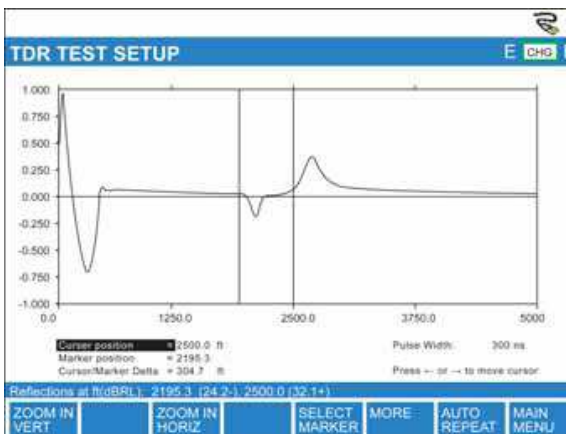 TDR TEST SETUP E CHG
1.000
0.750
0.500
0.250
0.000
-0.250
-0.500
-0.750
-1.000
0.0 1250.0 2500.0 3750.0 5000
Curser position = 2500.0 ft Pulse Width: 300 ns
Marker position = 2195.3
Cursor/Marker Delta = 304.7 ft Press ← or → to move cursor
Reflections at ft(dBRL): 2195.3 (24.2-), 2500.0 (32.1+)
ZOOM IN VERT
ZOOM IN HORIZ
SELECT MARKER
MORE
AUTO REPEAT
MAIN MENU